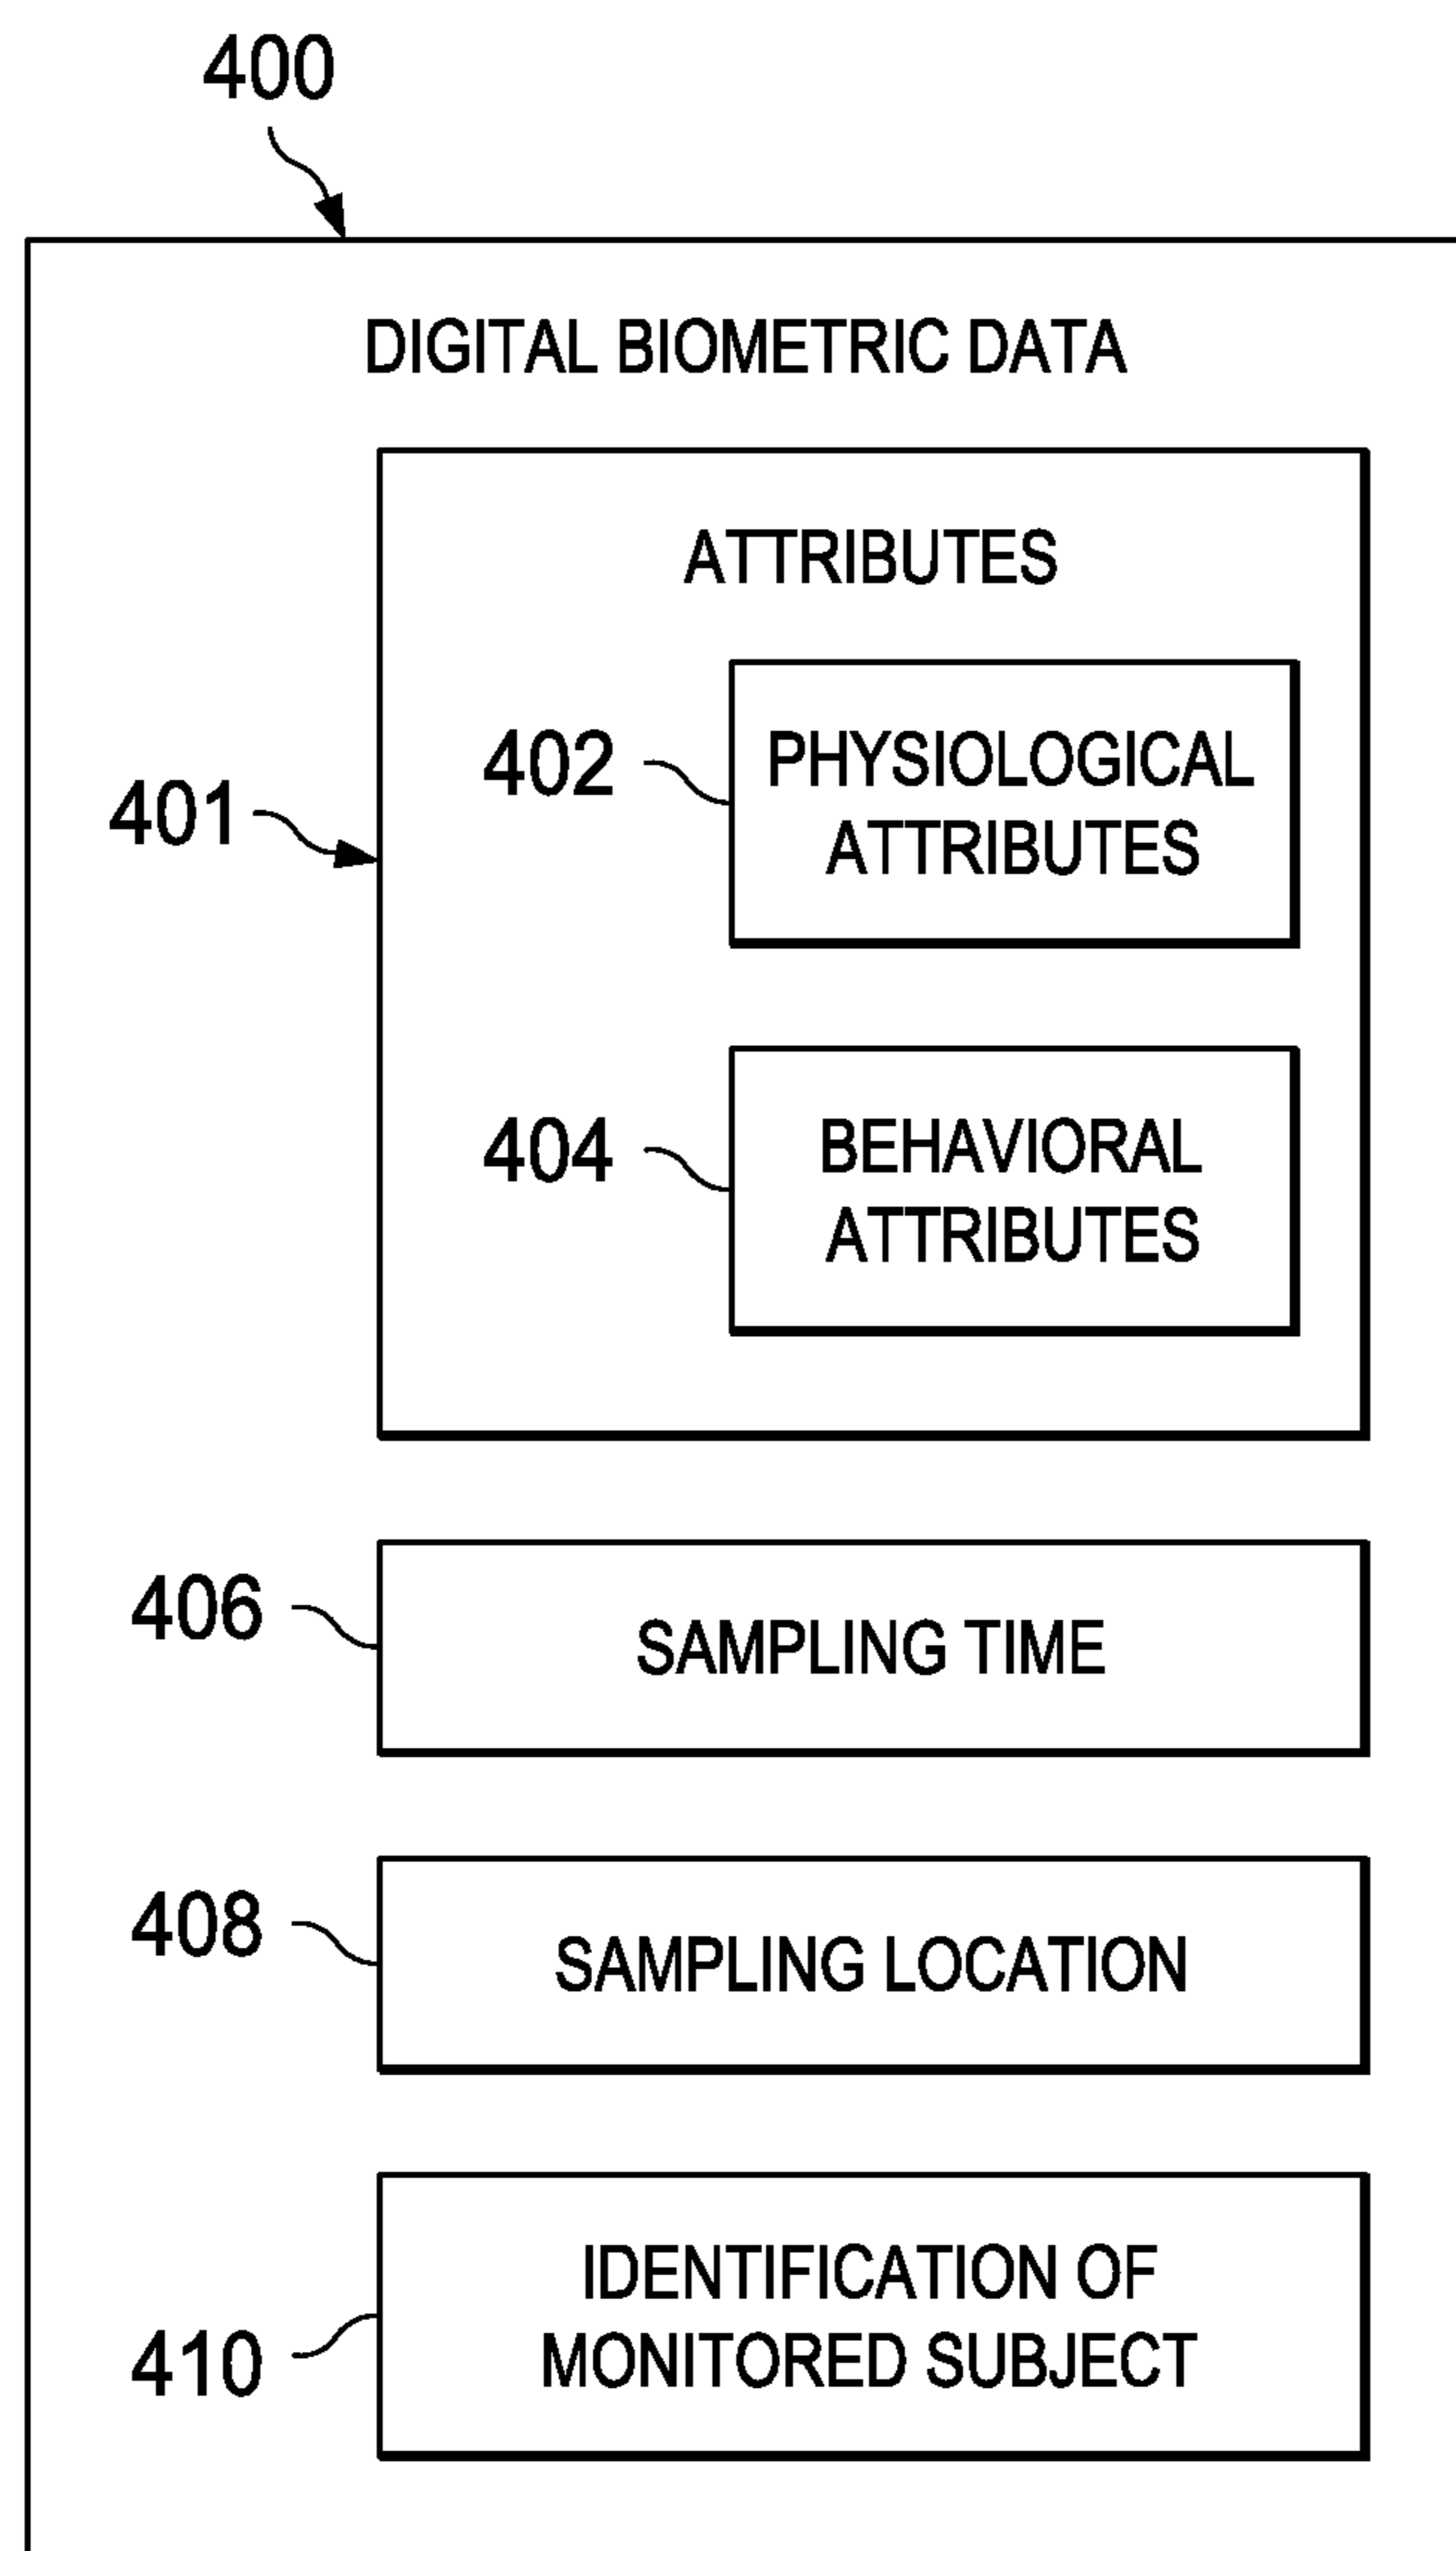 400
DIGITAL BIOMETRIC DATA
ATTRIBUTES
402
PHYSIOLOGICAL
ATTRIBUTES
401
404
BEHAVIORAL
ATTRIBUTES
406
SAMPLING TIME
408
SAMPLING LOCATION
410
IDENTIFICATION OF
MONITORED SUBJECT